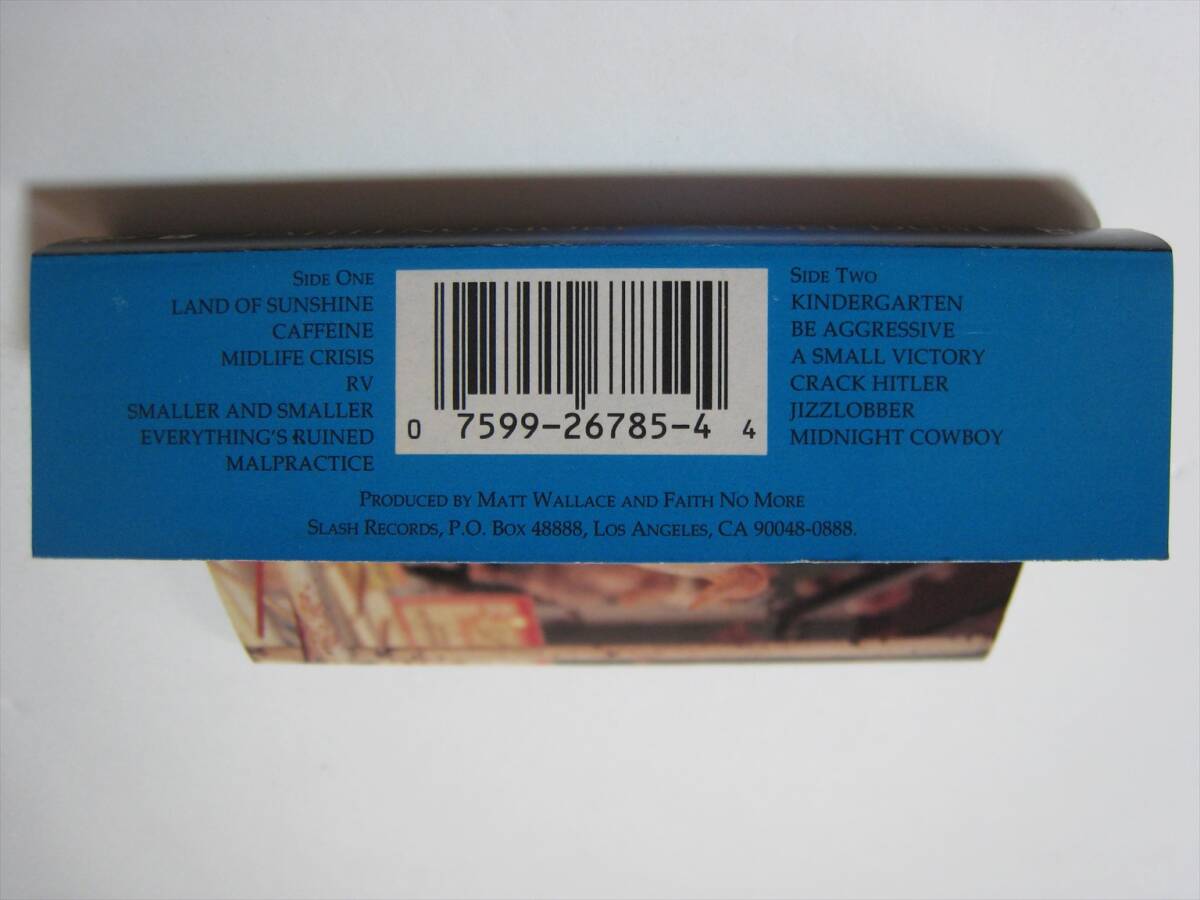 Side One
LAND OF SUNSHINE
CAFFEINE
MIDLIFE CRISIS
RV
SMALLER AND SMALLER
EVERYTHING'S RUINED
MALPRACTICE
0 7599-26785-4 4
Side Two
KINDERGARTEN
BE AGGRESSIVE
A SMALL VICTORY
CRACK HITLER
JIZZLOBBER
MIDNIGHT COWBOY
Produced by Matt Wallace and Faith No More
Slash Records, P.O. Box 48888, Los Angeles, CA 90048-0888.